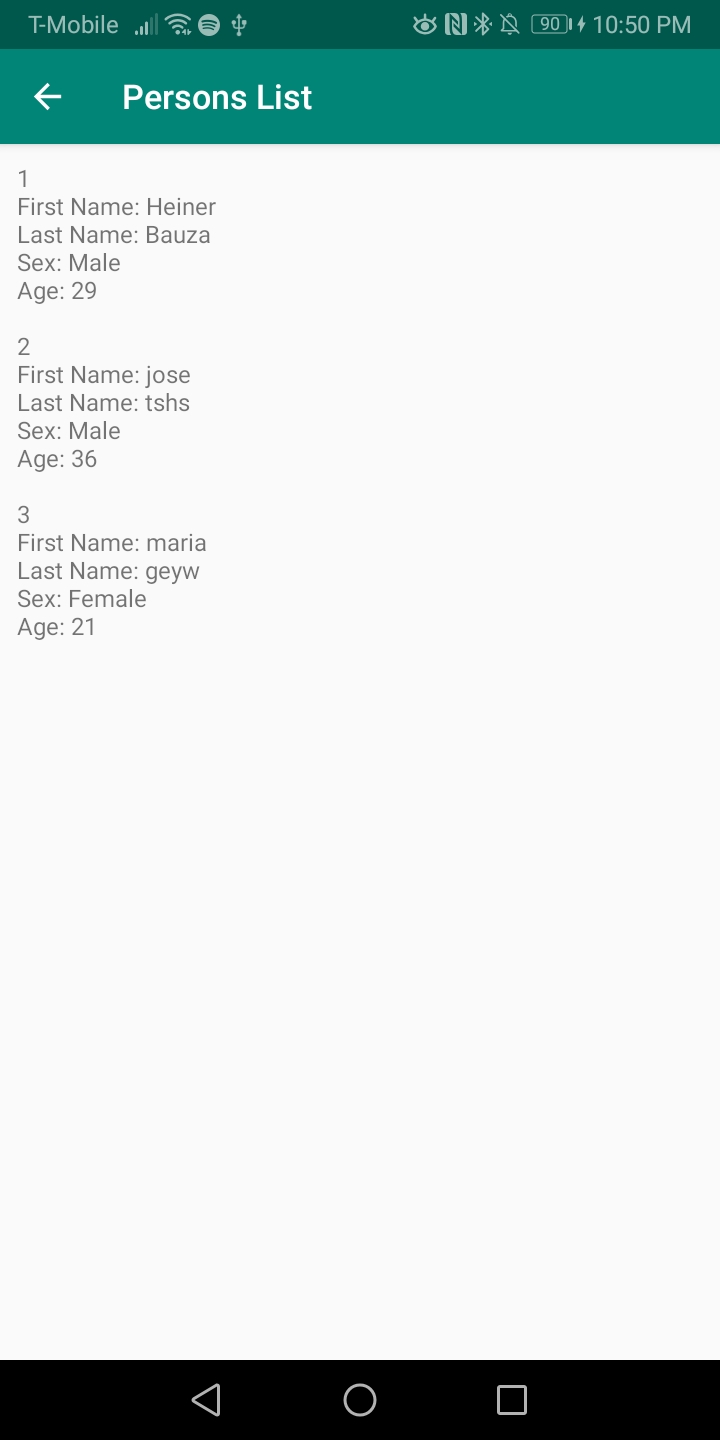 T-Mobile 90 10:50 PM
Persons List
1
First Name: Heiner
Last Name: Bauza
Sex: Male
Age: 29
2
First Name: jose
Last Name: tshs
Sex: Male
Age: 36
3
First Name: maria
Last Name: geyw
Sex: Female
Age: 21